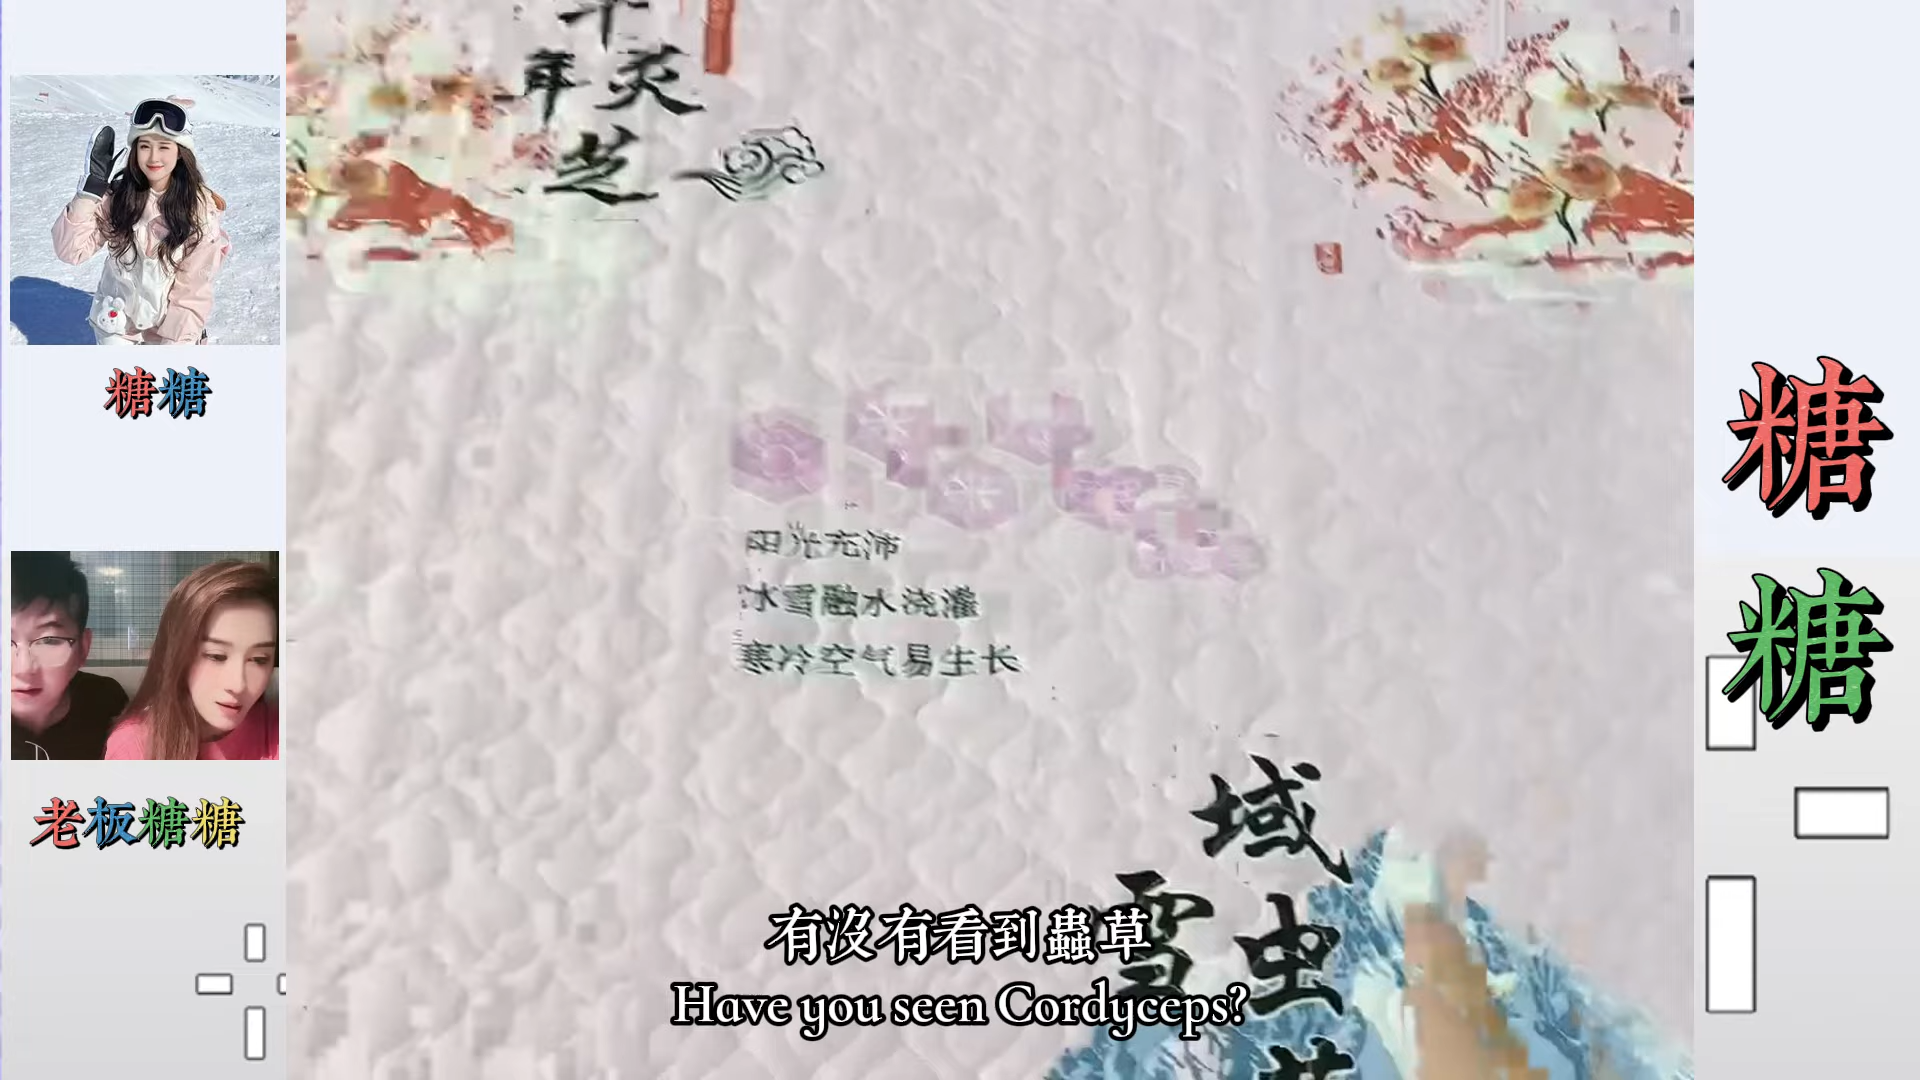 千
年灵
芝
糖糖
阳光充沛
冰雪融水浇灌
寒冷空气易生长
域
雪虫
草
有沒有看到蟲草
Have you seen Cordyceps?
老板糖糖
糖
糖